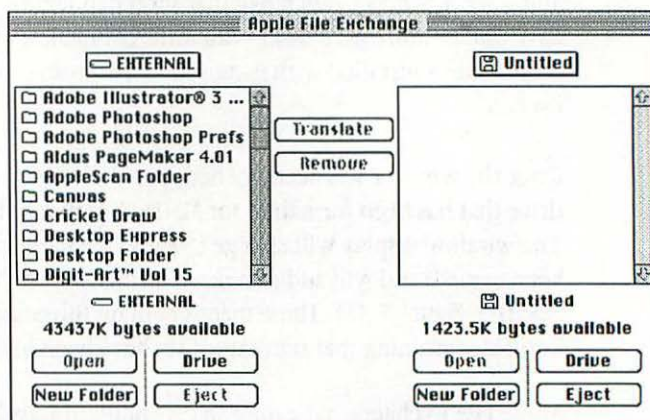 Apple File Exchange
EXTERNAL
Untitled
Adobe Illustrator® 3 ...
Adobe Photoshop
Adobe Photoshop Prefs
Aldus PageMaker 4.01
AppleScan Folder
Canvas
Cricket Draw
Desktop Express
Desktop Folder
Digit-Art™ Vol 15
Translate
Remove
EXTERNAL
43437K bytes available
Open
Drive
New Folder
Eject
Untitled
1423.5K bytes available
Open
Drive
New Folder
Eject